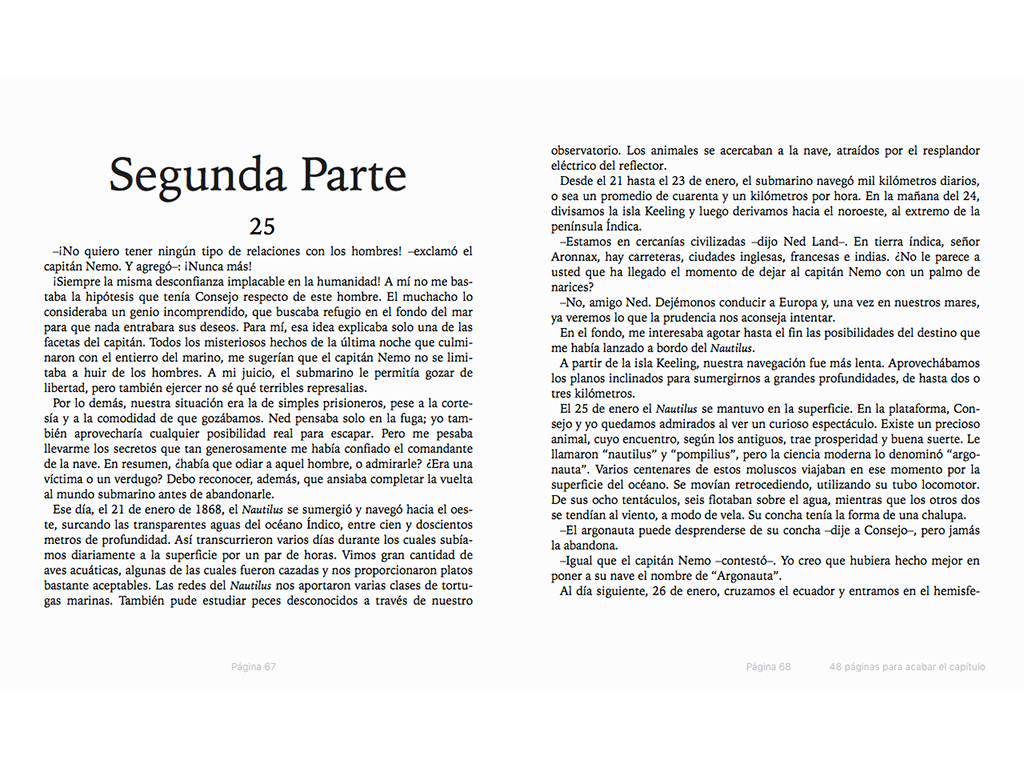 Segunda Parte
25
–¡No quiero tener ningún tipo de relaciones con los hombres! –exclamó el
capitán Nemo. Y agregó–: ¡Nunca más!
¡Siempre la misma desconfianza implacable en la humanidad! A mí no me bas-
taba la hipótesis que tenía Consejo respecto de este hombre. El muchacho lo
consideraba un genio incomprendido, que buscaba refugio en el fondo del mar
para que nada entrabara sus deseos. Para mí, esa idea explicaba solo una de las
facetas del capitán. Todos los misteriosos hechos de la última noche que culmi-
naron con el entierro del marino, me sugerían que el capitán Nemo no se limi-
taba a huir de los hombres. A mi juicio, el submarino le permitía gozar de
libertad, pero también ejercer no sé qué terribles represalias.
Por lo demás, nuestra situación era la de simples prisioneros, pese a la corte-
sía y a la comodidad de que gozábamos. Ned pensaba solo en la fuga; yo tam-
bién aprovecharía cualquier posibilidad real para escapar. Pero me pesaba
llevarme los secretos que tan generosamente me había confiado el comandante
de la nave. En resumen, ¿había que odiar a aquel hombre, o admirarle? ¿Era una
víctima o un verdugo? Debo reconocer, además, que ansiaba completar la vuelta
al mundo submarino antes de abandonarle.
Ese día, el 21 de enero de 1868, el Nautilus se sumergió y navegó hacia el oes-
te, surcando las transparentes aguas del océano Índico, entre cien y doscientos
metros de profundidad. Así transcurrieron varios días durante los cuales subía-
mos diariamente a la superficie por un par de horas. Vimos gran cantidad de
aves acuáticas, algunas de las cuales fueron cazadas y nos proporcionaron platos
bastante aceptables. Las redes del Nautilus nos aportaron varias clases de tortu-
gas marinas. También pude estudiar peces desconocidos a través de nuestro
Página 67
observatorio. Los animales se acercaban a la nave, atraídos por el resplandor
eléctrico del reflector.
Desde el 21 hasta el 23 de enero, el submarino navegó mil kilómetros diarios,
o sea un promedio de cuarenta y un kilómetros por hora. En la mañana del 24,
divisamos la isla Keeling y luego derivamos hacia el noroeste, al extremo de la
península Índica.
–Estamos en cercanías civilizadas –dijo Ned Land–. En tierra índica, señor
Aronnax, hay carreteras, ciudades inglesas, francesas e indias. ¿No le parece a
usted que ha llegado el momento de dejar al capitán Nemo con un palmo de
narices?
–No, amigo Ned. Dejémonos conducir a Europa y, una vez en nuestros mares,
ya veremos lo que la prudencia nos aconseja intentar.
En el fondo, me interesaba agotar hasta el fin las posibilidades del destino que
me había lanzado a bordo del Nautilus.
A partir de la isla Keeling, nuestra navegación fue más lenta. Aprovechábamos
los planos inclinados para sumergirnos a grandes profundidades, de hasta dos o
tres kilómetros.
El 25 de enero el Nautilus se mantuvo en la superficie. En la plataforma, Con-
sejo y yo quedamos admirados al ver un curioso espectáculo. Existe un precioso
animal, cuyo encuentro, según los antiguos, trae prosperidad y buena suerte. Le
llamaron “nautilus” y “pompilius”, pero la ciencia moderna lo denominó “argo-
nauta”. Varios centenares de estos moluscos viajaban en ese momento por la
superficie del océano. Se movían retrocediendo, utilizando su tubo locomotor.
De sus ocho tentáculos, seis flotaban sobre el agua, mientras que los otros dos
se tendían al viento, a modo de vela. Su concha tenía la forma de una chalupa.
–El argonauta puede desprenderse de su concha –dije a Consejo–, pero jamás
la abandona.
–Igual que el capitán Nemo –contestó–. Yo creo que hubiera hecho mejor en
poner a su nave el nombre de “Argonauta”.
Al día siguiente, 26 de enero, cruzamos el ecuador y entramos en el hemisfe-
Página 68
48 páginas para acabar el capítulo